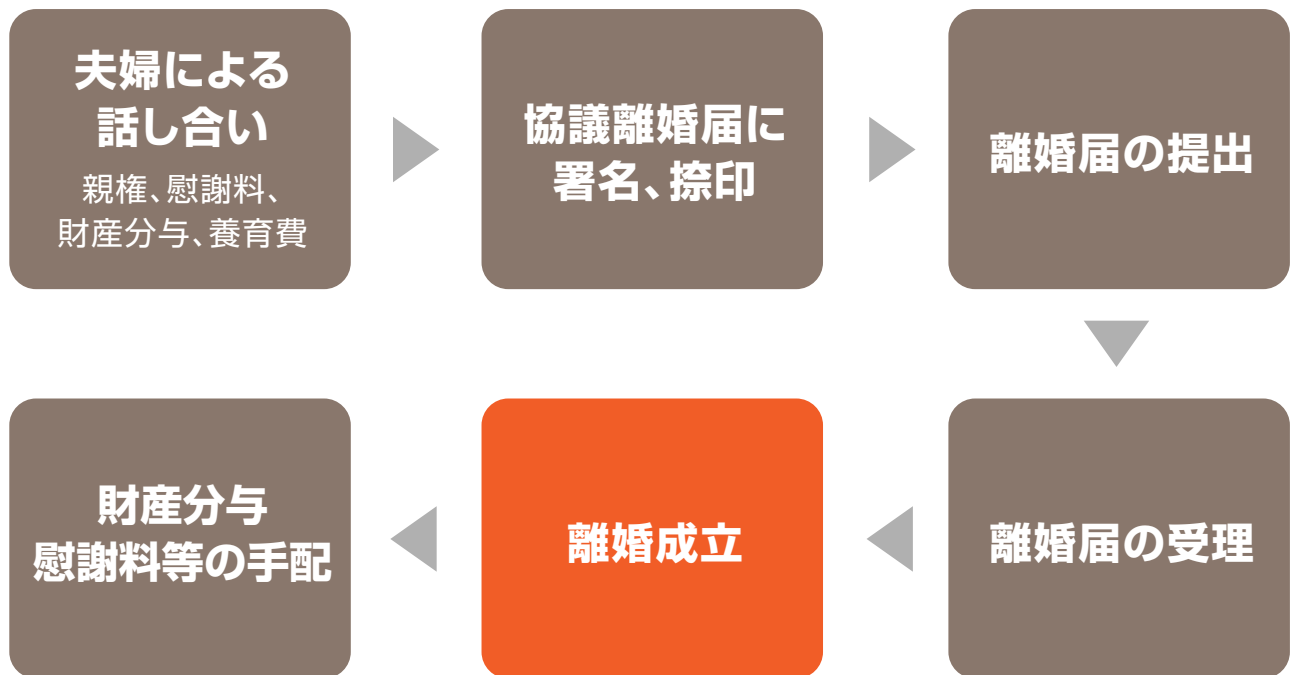 夫婦による
話し合い
親権、慰謝料、
財産分与、養育費
協議離婚届に
署名、捺印
離婚届の提出
離婚届の受理
離婚成立
財産分与
慰謝料等の手配